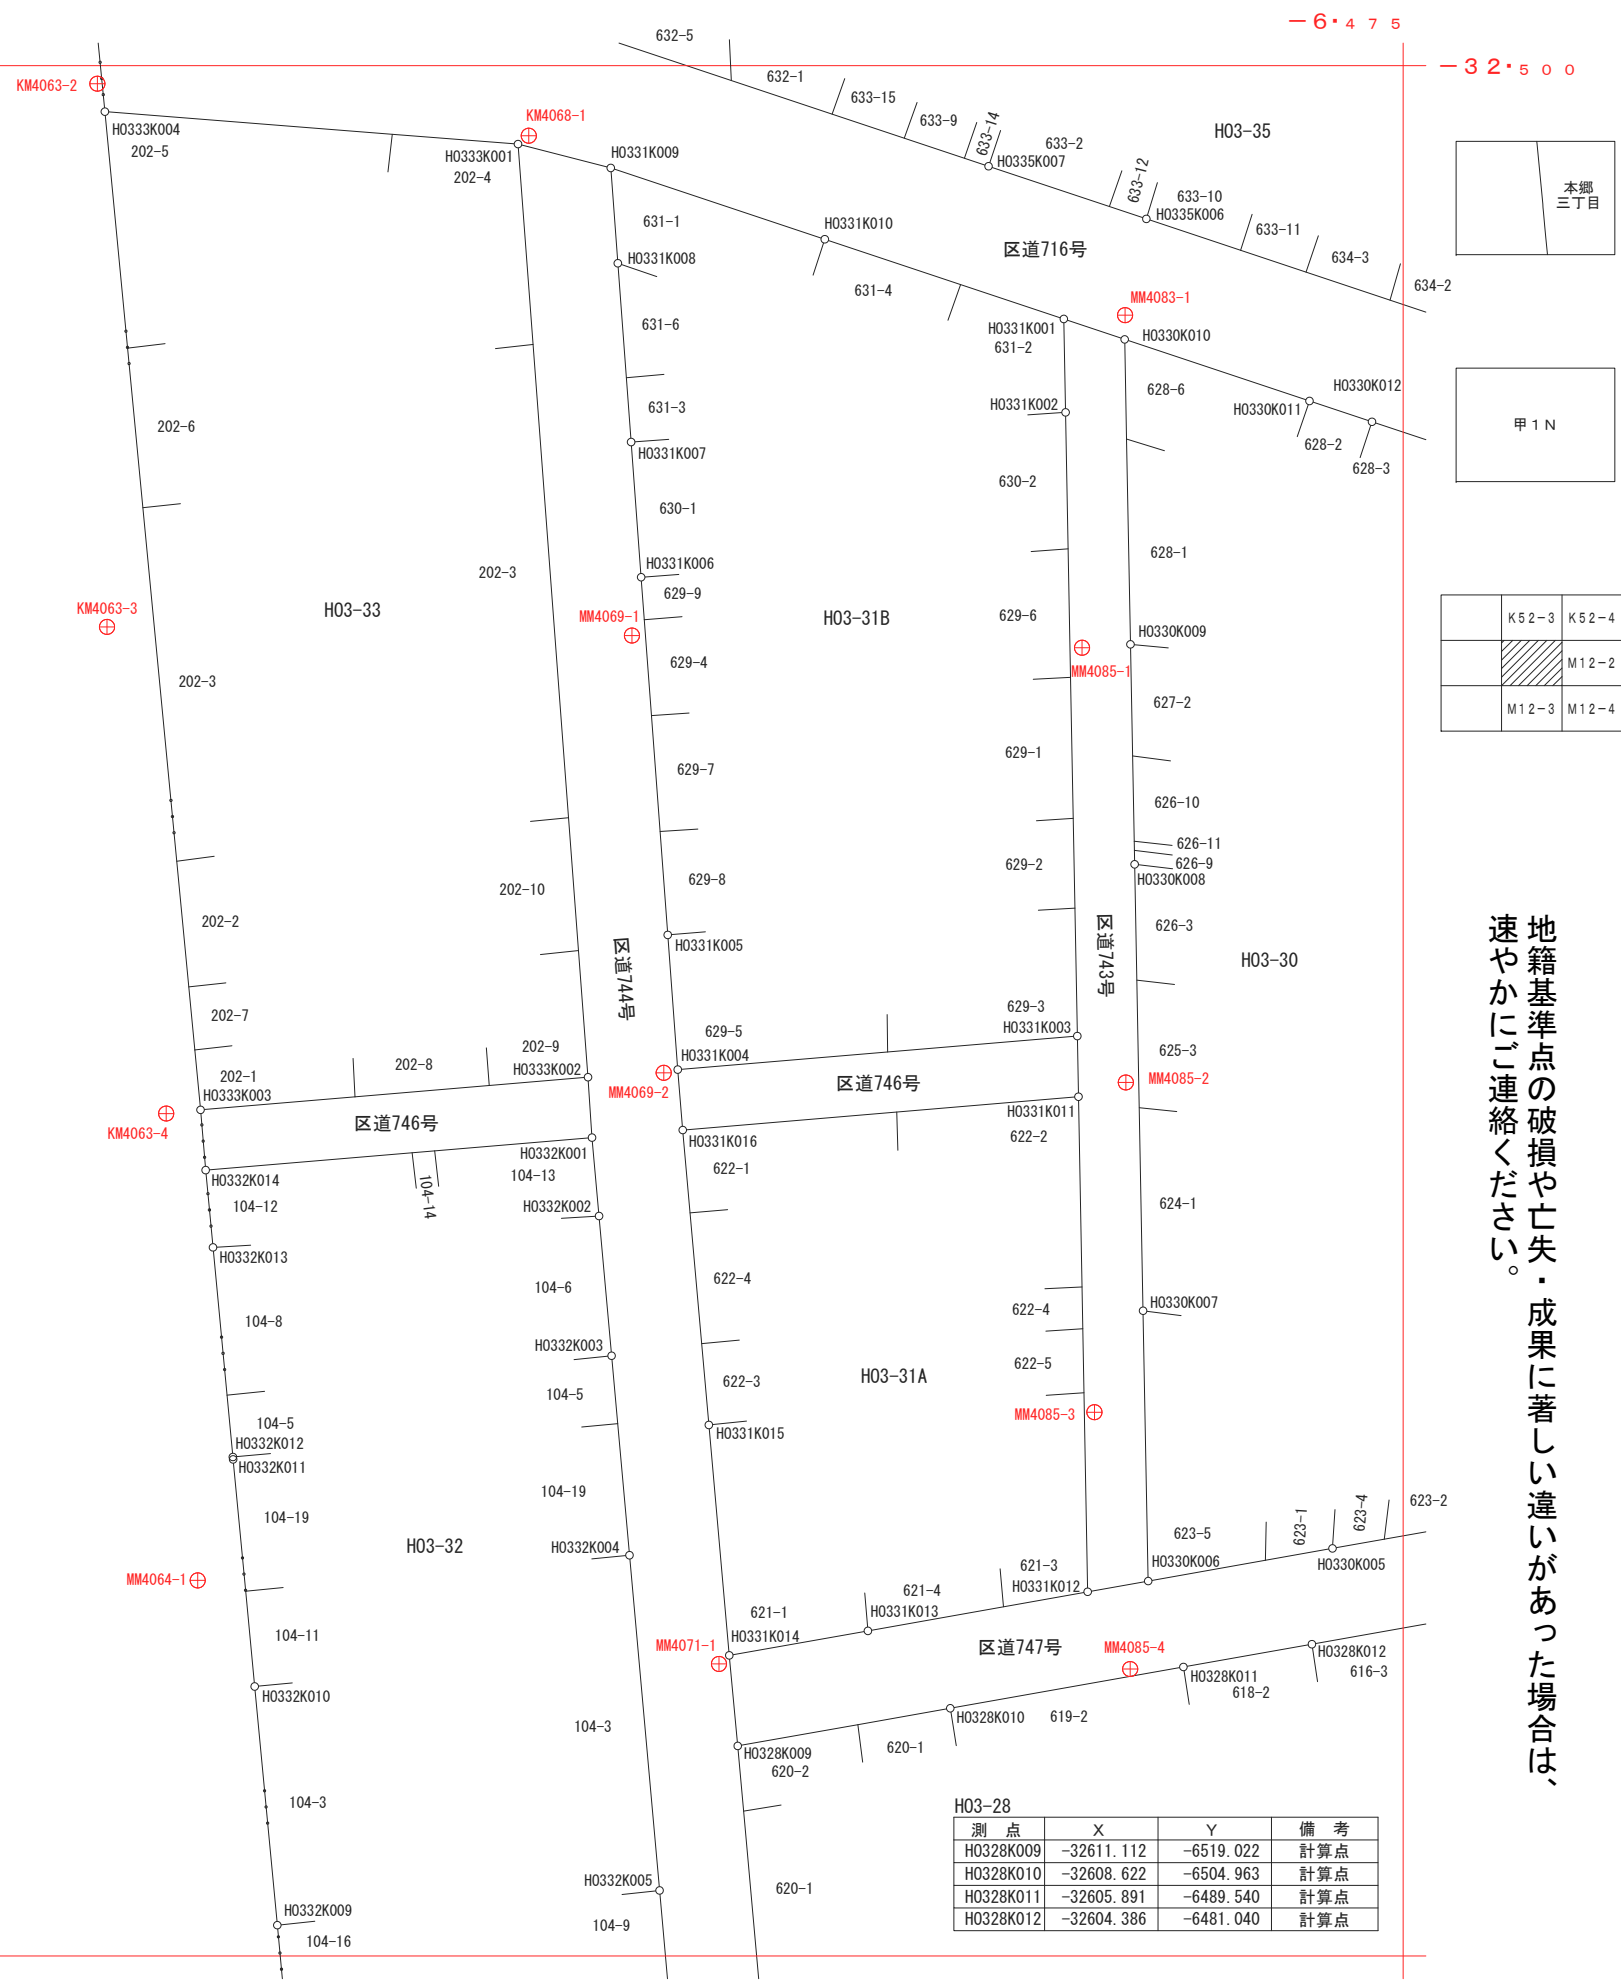 －6・４７５
－３２・５００
632-5
632-1
633-15
633-9
633-14
633-2
633-12
633-10
633-11
634-3
634-2
H03-35
KM4063-2
H0333K004
202-5
KM4068-1
H0333K001
202-4
H0331K009
H0335K007
H0335K006
631-1
H0331K008
H0331K010
区道716号
631-4
631-6
MM4083-1
H0331K001
631-2
H0330K010
H0330K012
H0330K011
628-6
628-2
628-3
631-3
H0331K002
H0331K007
202-6
630-1
630-2
628-1
202-3
H0331K006
629-9
KM4063-3
H03-33
MM4069-1
H03-31B
629-6
H0330K009
629-4
MM4085-1
202-3
627-2
629-7
629-1
626-10
626-11
626-9
629-2
H0330K008
202-10
629-8
202-2
区道744号
H0331K005
区道743号
626-3
H03-30
202-7
629-3
202-9
629-5
H0331K003
625-3
202-8
H0333K002
H0331K004
202-1
H0333K003
MM4069-2
区道746号
MM4085-2
KM4063-4
区道746号
H0331K011
622-2
H0332K001
H0331K016
104-13
622-1
H0332K014
104-12
104-14
H0332K002
624-1
H0332K013
104-6
622-4
H0330K007
622-4
104-8
H0332K003
622-5
H03-31A
104-5
622-3
MM4085-3
104-5
H0332K012
H0332K011
H0331K015
104-19
104-19
623-5
623-1
623-4
623-2
H03-32
H0332K004
H0330K006
H0330K005
MM4064-1
621-3
H0331K012
621-4
H0331K013
621-1
104-11
MM4071-1
H0331K014
区道747号
MM4085-4
H0328K012
616-3
H0328K011
618-2
H0332K010
104-3
H0328K010
619-2
H0328K009
620-2
620-1
104-3
H0332K005
620-1
H0332K009
104-9
104-16
H03-28
測 点 X Y 備 考
H0328K009 -32611.112 -6519.022 計算点
H0328K010 -32608.622 -6504.963 計算点
H0328K011 -32605.891 -6489.540 計算点
H0328K012 -32604.386 -6481.040 計算点
本郷
三丁目
甲１Ｎ
K52-3 K52-4
M12-2
M12-3 M12-4
地籍基準点の破損や亡失・成果に著しい違いがあった場合は、
速やかにご連絡ください。